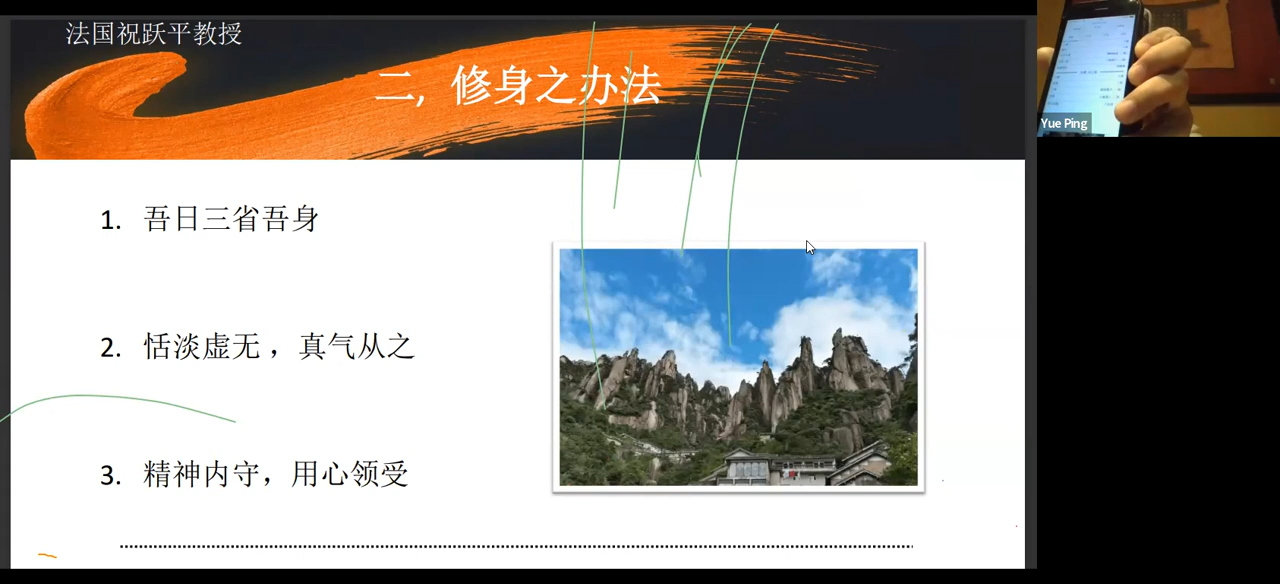 法国祝跃平教授
二，修身之办法
1. 吾日三省吾身
2. 恬淡虚无，真气从之
3. 精神内守，用心领受
Yue Ping